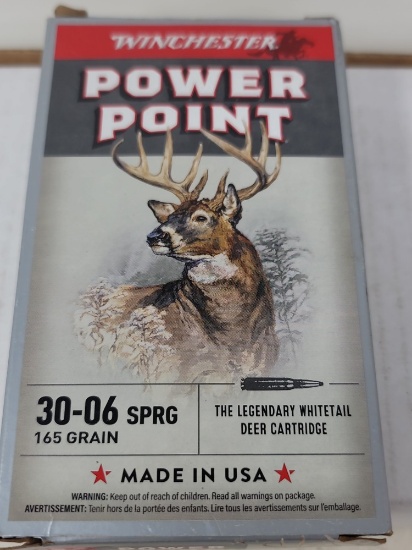 WINCHESTER
POWER
POINT
30-06 SPRG
165 GRAIN
THE LEGENDARY WHITETAIL
DEER CARTRIDGE
MADE IN USA
WARNING: Keep out of reach of children. Read all warnings on package.
AVERTISSEMENT: Tenir hors de la portée des enfants. Lire tous les avertissements sur l'emballage.
POWER POINT